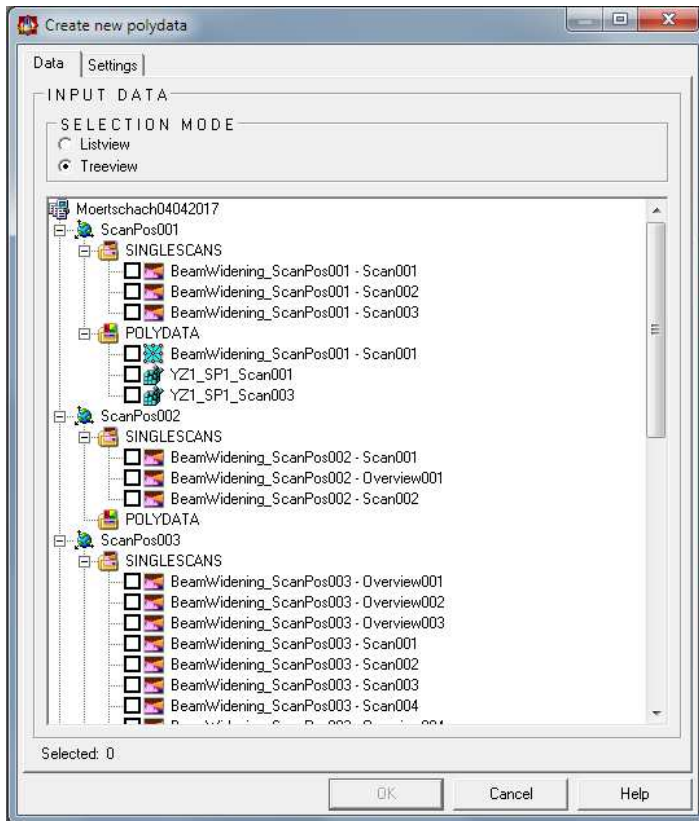 Create new polydata
Data Settings
INPUT DATA
SELECTION MODE
Listview
Treeview
Moertschach04042017
ScanPos001
SINGLESCANS
BeamWidening_ScanPos001 - Scan001
BeamWidening_ScanPos001 - Scan002
BeamWidening_ScanPos001 - Scan003
POLYDATA
BeamWidening_ScanPos001 - Scan001
YZ1_SP1_Scan001
YZ1_SP1_Scan003
ScanPos002
SINGLESCANS
BeamWidening_ScanPos002 - Scan001
BeamWidening_ScanPos002 - Overview001
BeamWidening_ScanPos002 - Scan002
POLYDATA
ScanPos003
SINGLESCANS
BeamWidening_ScanPos003 - Overview001
BeamWidening_ScanPos003 - Overview002
BeamWidening_ScanPos003 - Overview003
BeamWidening_ScanPos003 - Scan001
BeamWidening_ScanPos003 - Scan002
BeamWidening_ScanPos003 - Scan003
BeamWidening_ScanPos003 - Scan004
Selected: 0
OK Cancel Help